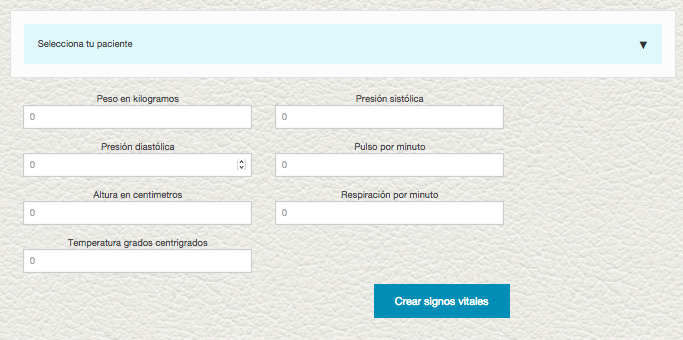 Selecciona tu paciente ▼
Peso en kilogramos
0
Presión sistólica
0
Presión diastólica
0
Pulso por minuto
0
Altura en centimetros
0
Respiración por minuto
0
Temperatura grados centrigrados
0
Crear signos vitales